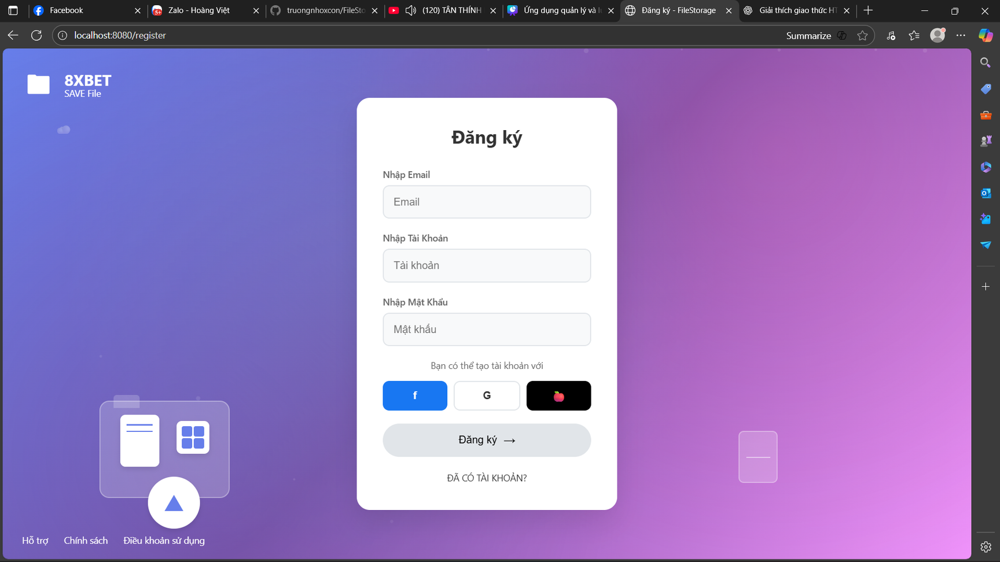 Facebook
Zalo - Hoàng Việt
truongnhoxcon/FileSto
(120) TÂN THÍNH
Ứng dụng quản lý và lư
Đăng ký - FileStorage
Giải thích giao thức HT
localhost:8080/register
Summarize
8XBET
SAVE File
Đăng ký
Nhập Email
Email
Nhập Tài Khoản
Tài khoản
Nhập Mật Khẩu
Mật khẩu
Bạn có thể tạo tài khoản với
f
G
Đăng ký →
ĐÃ CÓ TÀI KHOẢN?
Hỗ trợ
Chính sách
Điều khoản sử dụng